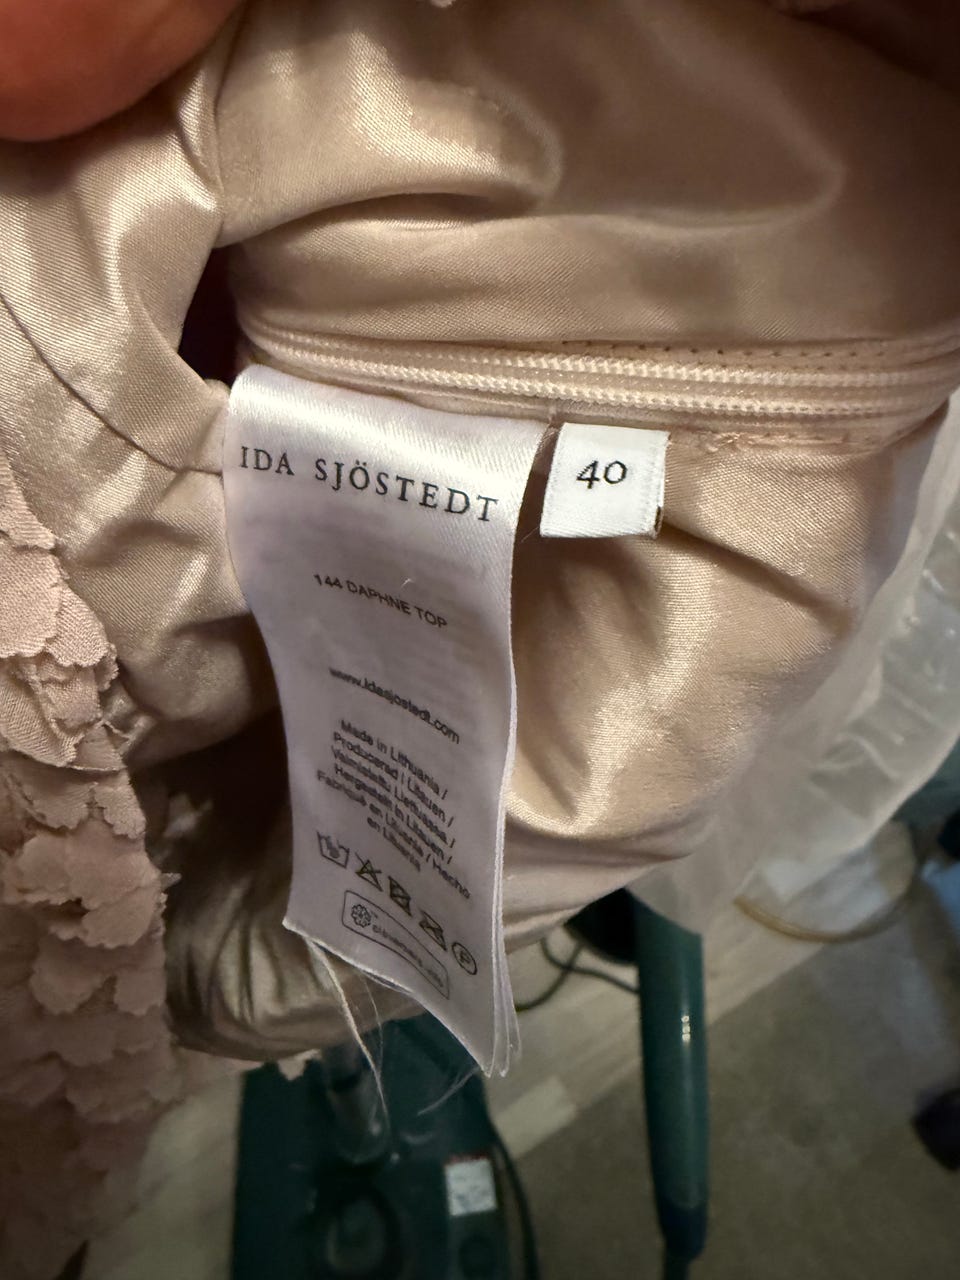 IDA SJÖSTEDT
40
144 DAPHNE TOP
www.idasjostedt.com
Made in Lithuania /
Producerad i Litauen /
Valmistettu Liettuassa /
Hergestellt in Litauen /
Fabriqué en Lituanie / Hecho
en Lituania
P